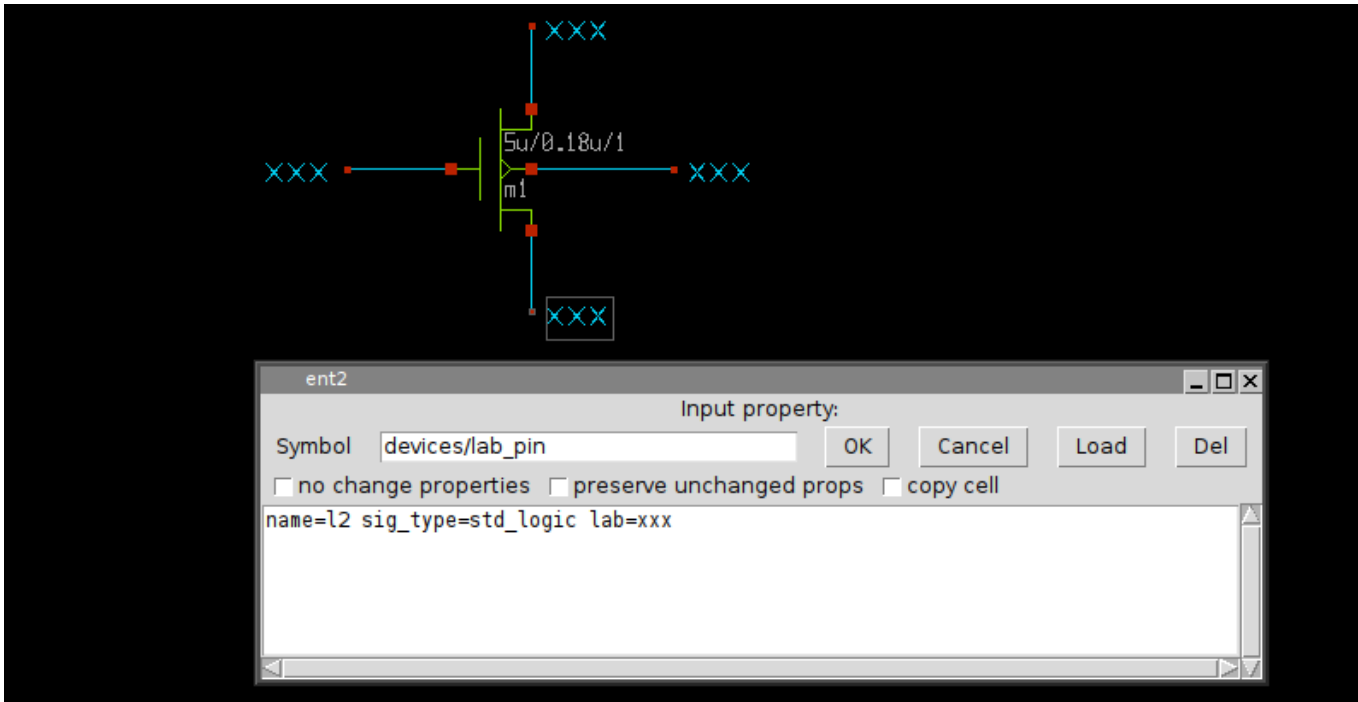 xxx
5u/0.18u/1
xxx
xxx
m1
xxx
ent2
Input property:
Symbol devices/lab_pin OK Cancel Load Del
no change properties preserve unchanged props copy cell
name=l2 sig_type=std_logic lab=xxx